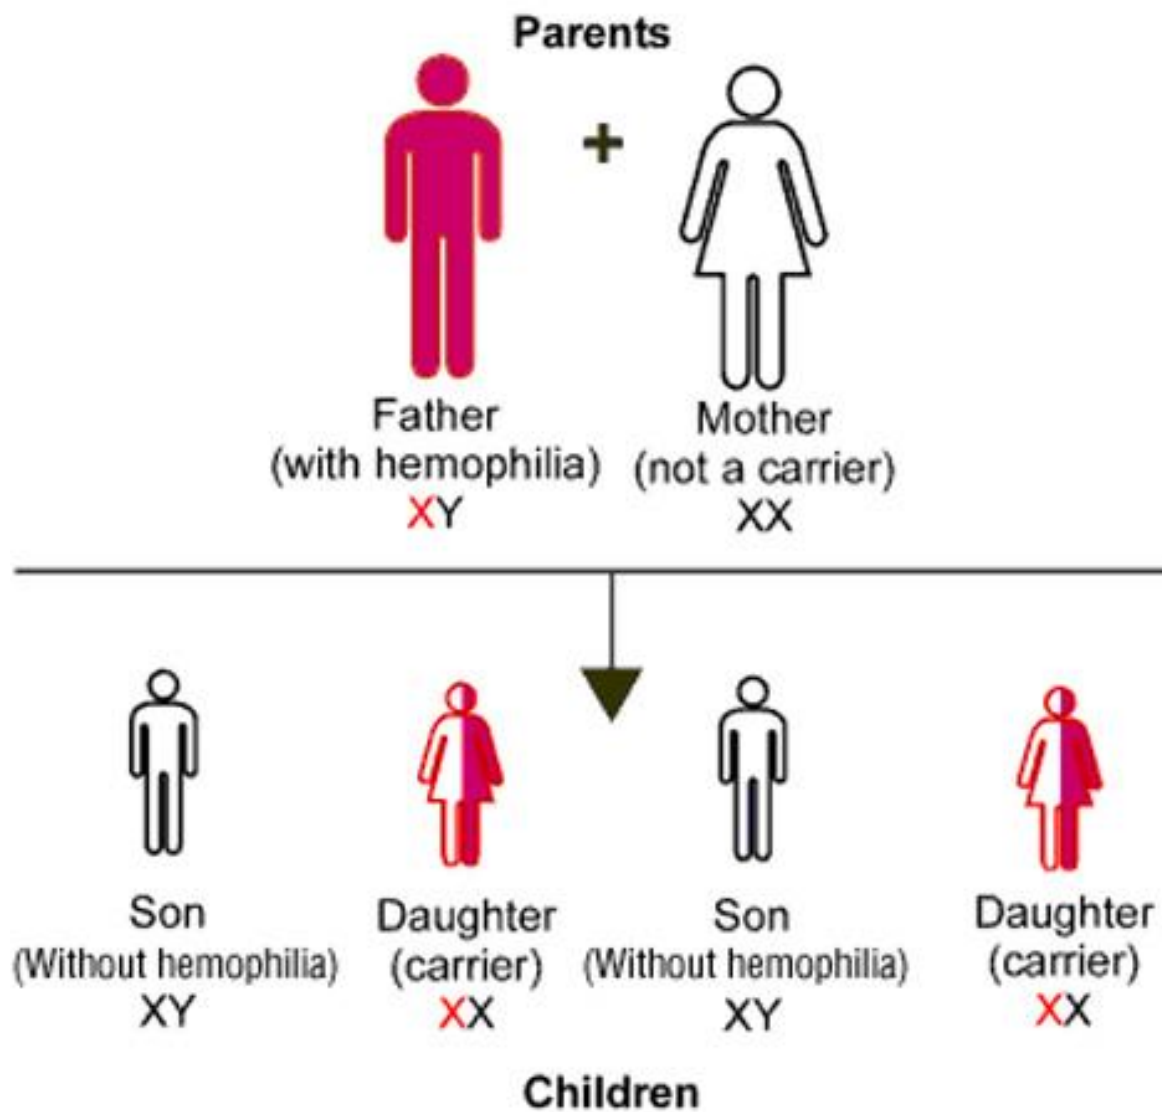 Parents
+
Father
(with hemophilia)
XY
Mother
(not a carrier)
XX
Son
(Without hemophilia)
XY
Daughter
(carrier)
XX
Son
(Without hemophilia)
XY
Daughter
(carrier)
XX
Children